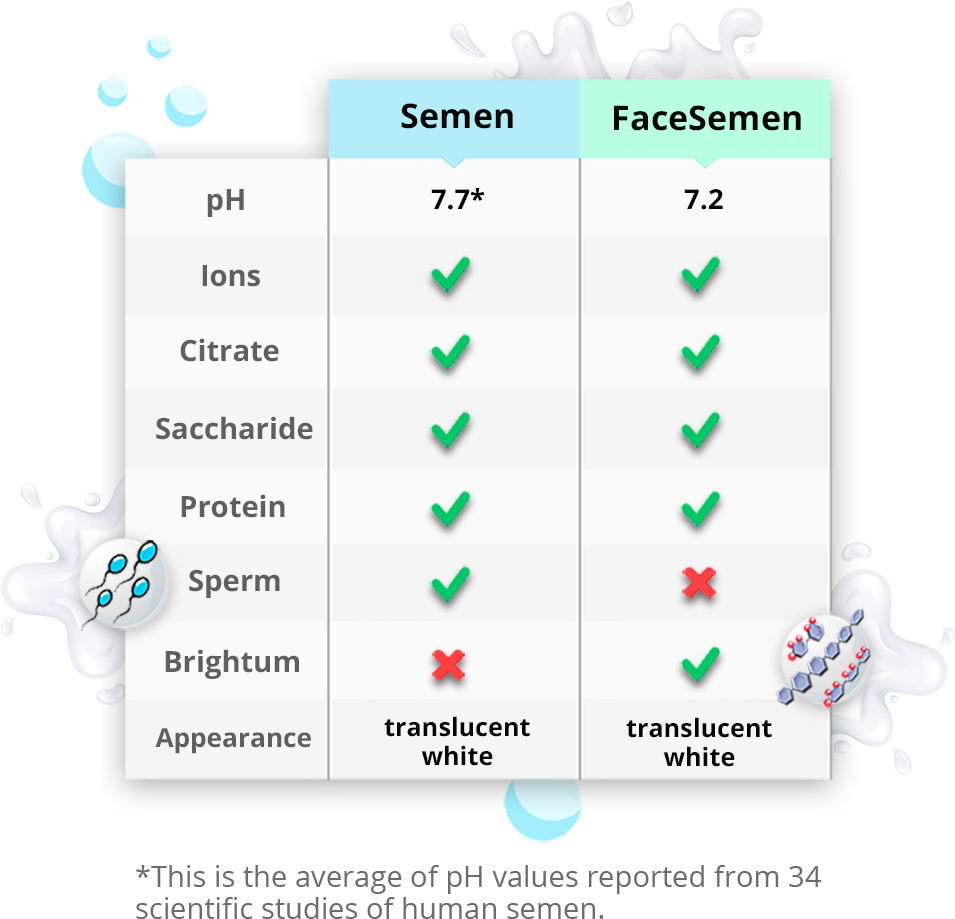 Semen FaceSemen
pH 7.7* 7.2
Ions
Citrate
Saccharide
Protein
Sperm
Brightum
Appearance translucent white translucent white
*This is the average of pH values reported from 34
scientific studies of human semen.